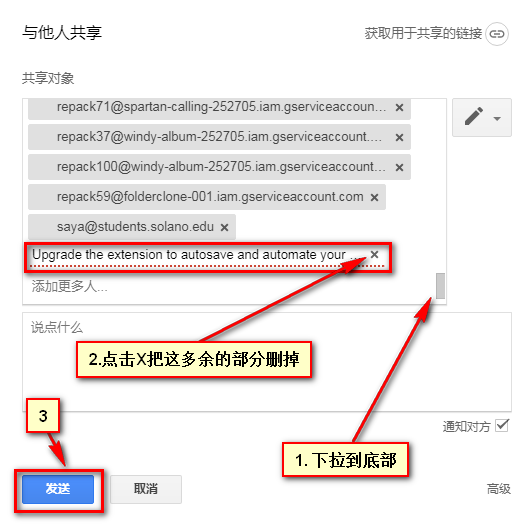 与他人共享
获取用于共享的链接
共享对象
repack71@spartan-calling-252705.iam.gserviceaccoun...
repack37@windy-album-252705.iam.gserviceaccount....
repack100@windy-album-252705.iam.gserviceaccount...
repack59@folderclone-001.iam.gserviceaccount.com
saya@students.solano.edu
Upgrade the extension to autosave and automate your ...
添加更多人...
说点什么
2.点击X把这多余的部分删掉
3
通知对方
1. 下拉到底部
发送
取消
高级